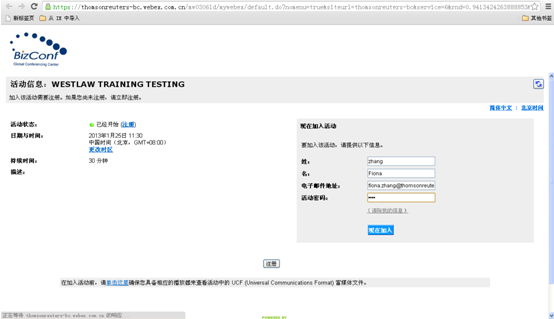 https://thomsonreuters-bc.webex.com.cn/mw03061d/mywebex/default.do?nomenu=true&siteurl=thomsonreuters-bc&service=6&rnd=0.9413424263888853
新标签页 从 IE 中导入 其他书签
BizConf
Global Conferencing Center
活动信息：WESTLAW TRAINING TESTING
加入该活动需要注册。如果您尚未注册，请立即注册。
简体中文 ： 北京时间
活动状态： 已经开始 (注册)
日期与时间： 2013年1月25日 11:30
中国时间（北京，GMT+08:00）
更改时区
持续时间： 30 分钟
描述：
现在加入活动
要加入该活动，请提供以下信息。
姓： zhang
名： Fiona
电子邮件地址： fiona.zhang@thomsonreute
活动密码： ••••
[ 清除我的信息 ]
现在加入
注册
在加入活动前，请单击这里确保您具备相应的播放器来查看活动中的 UCF (Universal Communications Format) 富媒体文件。
正在等待 thomsonreuters-bc.webex.com.cn 的响应
POWERED BY